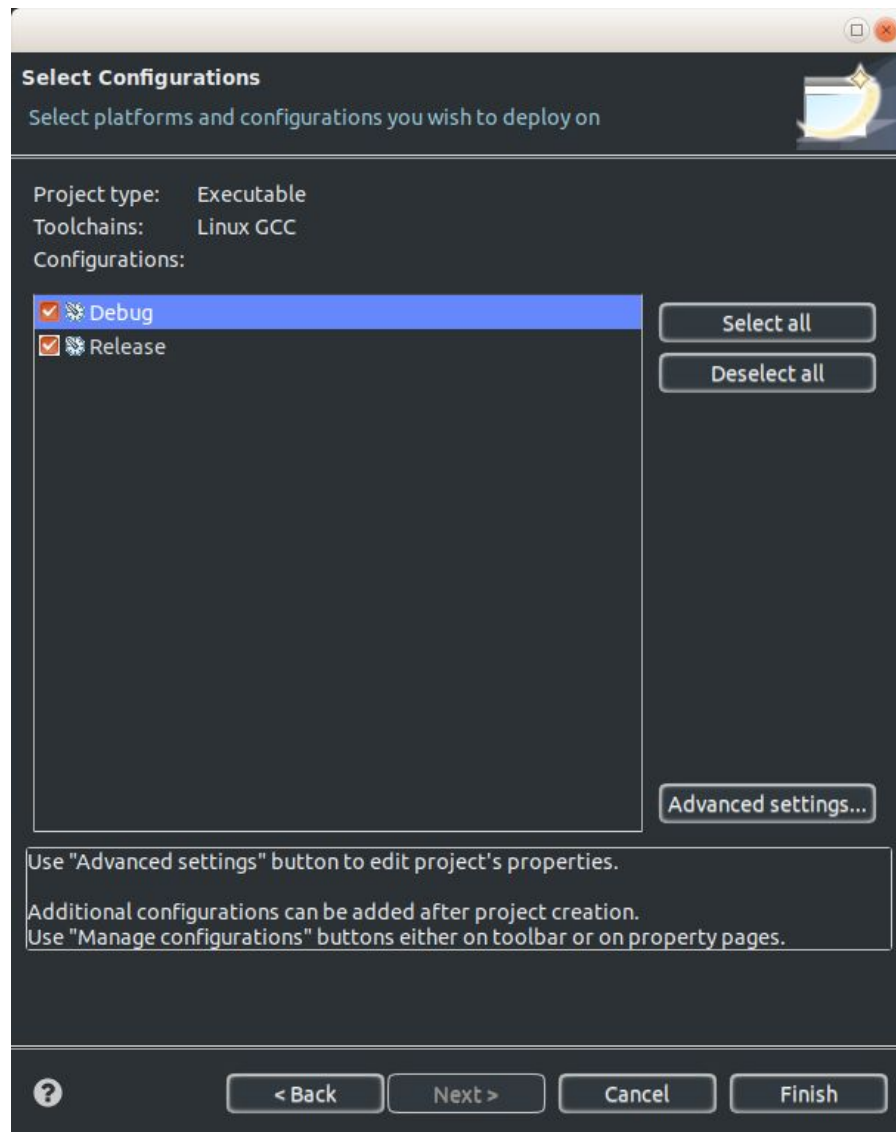 Select Configurations
Select platforms and configurations you wish to deploy on
Project type: Executable
Toolchains: Linux GCC
Configurations:
Debug
Release
Select all
Deselect all
Advanced settings...
Use "Advanced settings" button to edit project's properties.
Additional configurations can be added after project creation.
Use "Manage configurations" buttons either on toolbar or on property pages.
?
< Back Next > Cancel Finish